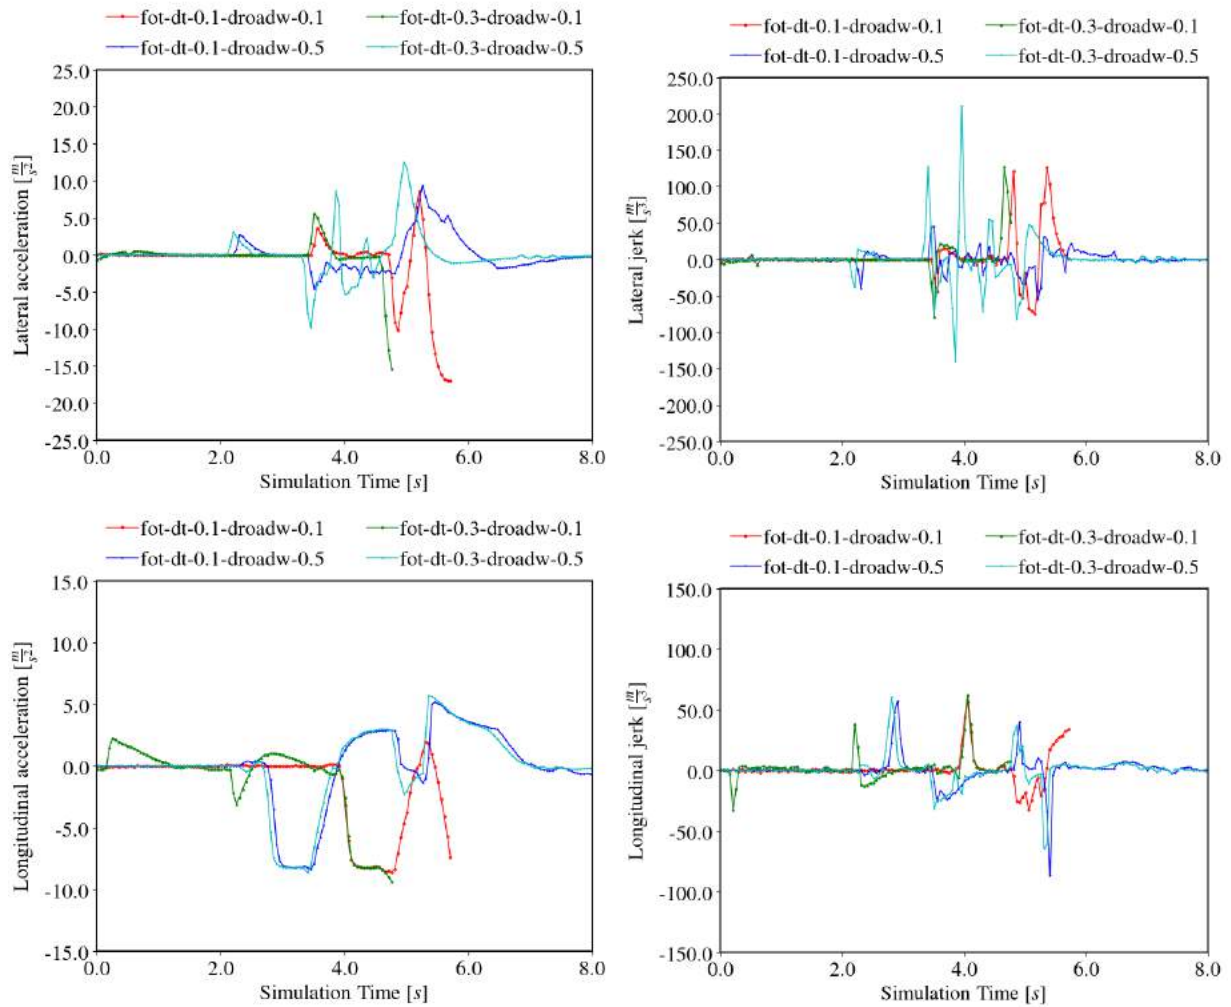 fot-dt-0.1-droadw-0.1 fot-dt-0.3-droadw-0.1
fot-dt-0.1-droadw-0.5 fot-dt-0.3-droadw-0.5
25.0
20.0
15.0
10.0
5.0
0.0
-5.0
-10.0
-15.0
-20.0
-25.0
Lateral acceleration [m/s²]
0.0 2.0 4.0 6.0 8.0
Simulation Time [s]
fot-dt-0.1-droadw-0.1 fot-dt-0.3-droadw-0.1
fot-dt-0.1-droadw-0.5 fot-dt-0.3-droadw-0.5
250.0
200.0
150.0
100.0
50.0
0.0
-50.0
-100.0
-150.0
-200.0
-250.0
Lateral jerk [m/s³]
0.0 2.0 4.0 6.0 8.0
Simulation Time [s]
fot-dt-0.1-droadw-0.1 fot-dt-0.3-droadw-0.1
fot-dt-0.1-droadw-0.5 fot-dt-0.3-droadw-0.5
15.0
10.0
5.0
0.0
-5.0
-10.0
-15.0
Longitudinal acceleration [m/s²]
0.0 2.0 4.0 6.0 8.0
Simulation Time [s]
fot-dt-0.1-droadw-0.1 fot-dt-0.3-droadw-0.1
fot-dt-0.1-droadw-0.5 fot-dt-0.3-droadw-0.5
150.0
100.0
50.0
0.0
-50.0
-100.0
-150.0
Longitudinal jerk [m/s³]
0.0 2.0 4.0 6.0 8.0
Simulation Time [s]